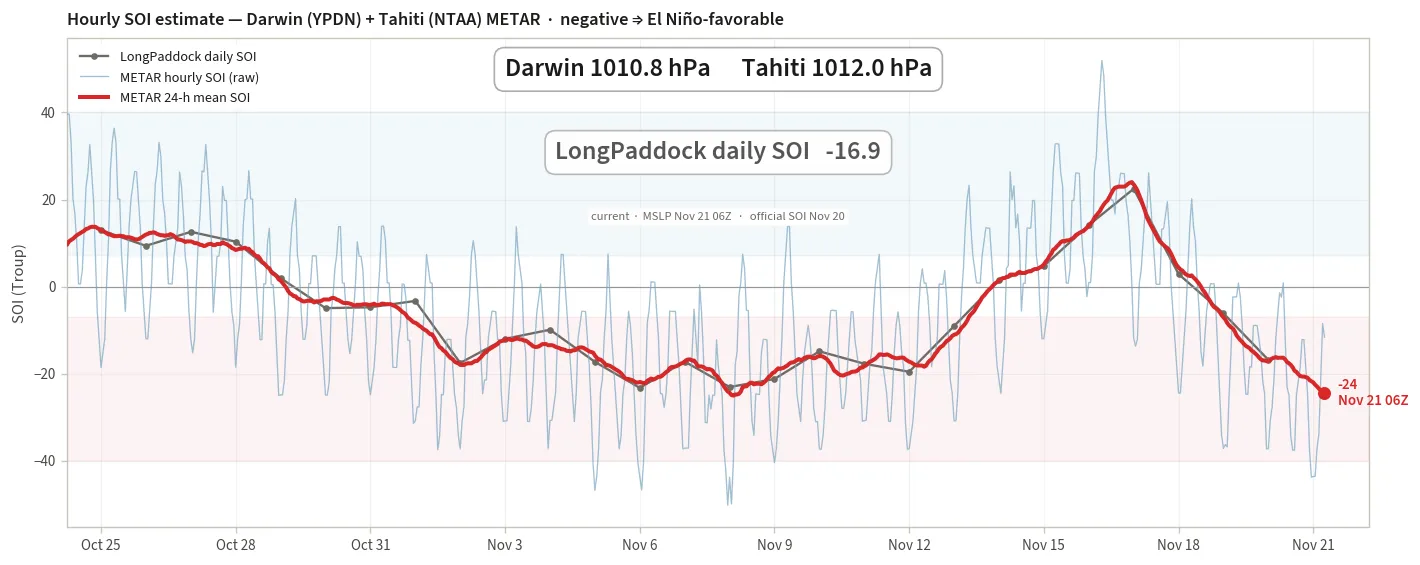 Hourly SOI estimate — Darwin (YPDN) + Tahiti (NTAA) METAR · negative ⇒ El Niño-favorable
LongPaddock daily SOI
METAR hourly SOI (raw)
METAR 24-h mean SOI
Darwin 1010.8 hPa Tahiti 1012.0 hPa
LongPaddock daily SOI -16.9
current · MSLP Nov 21 06Z · official SOI Nov 20
SOI (Troup)
40
20
0
−20
−40
-24
Nov 21 06Z
Oct 25 Oct 28 Oct 31 Nov 3 Nov 6 Nov 9 Nov 12 Nov 15 Nov 18 Nov 21